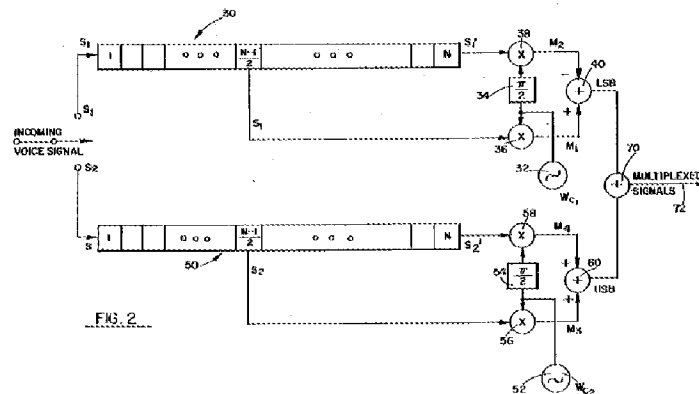 30
S₁
1
o o o
N-1
2
o o o
N
S₁'
38
X
M₂
34
π
2
−
40
+
LSB
+
S₁
X
36
M₁
S₁
INCOMING
VOICE SIGNAL
S₂
32
Wc₁
70
+
MULTIPLEXED
SIGNALS
72
S
1
o o o
N-1
2
o o o
N
S₂'
58
X
M₄
50
S₂
54
π
2
+
60
+
USB
+
X
56
M₃
FIG. 2
52
Wc₂